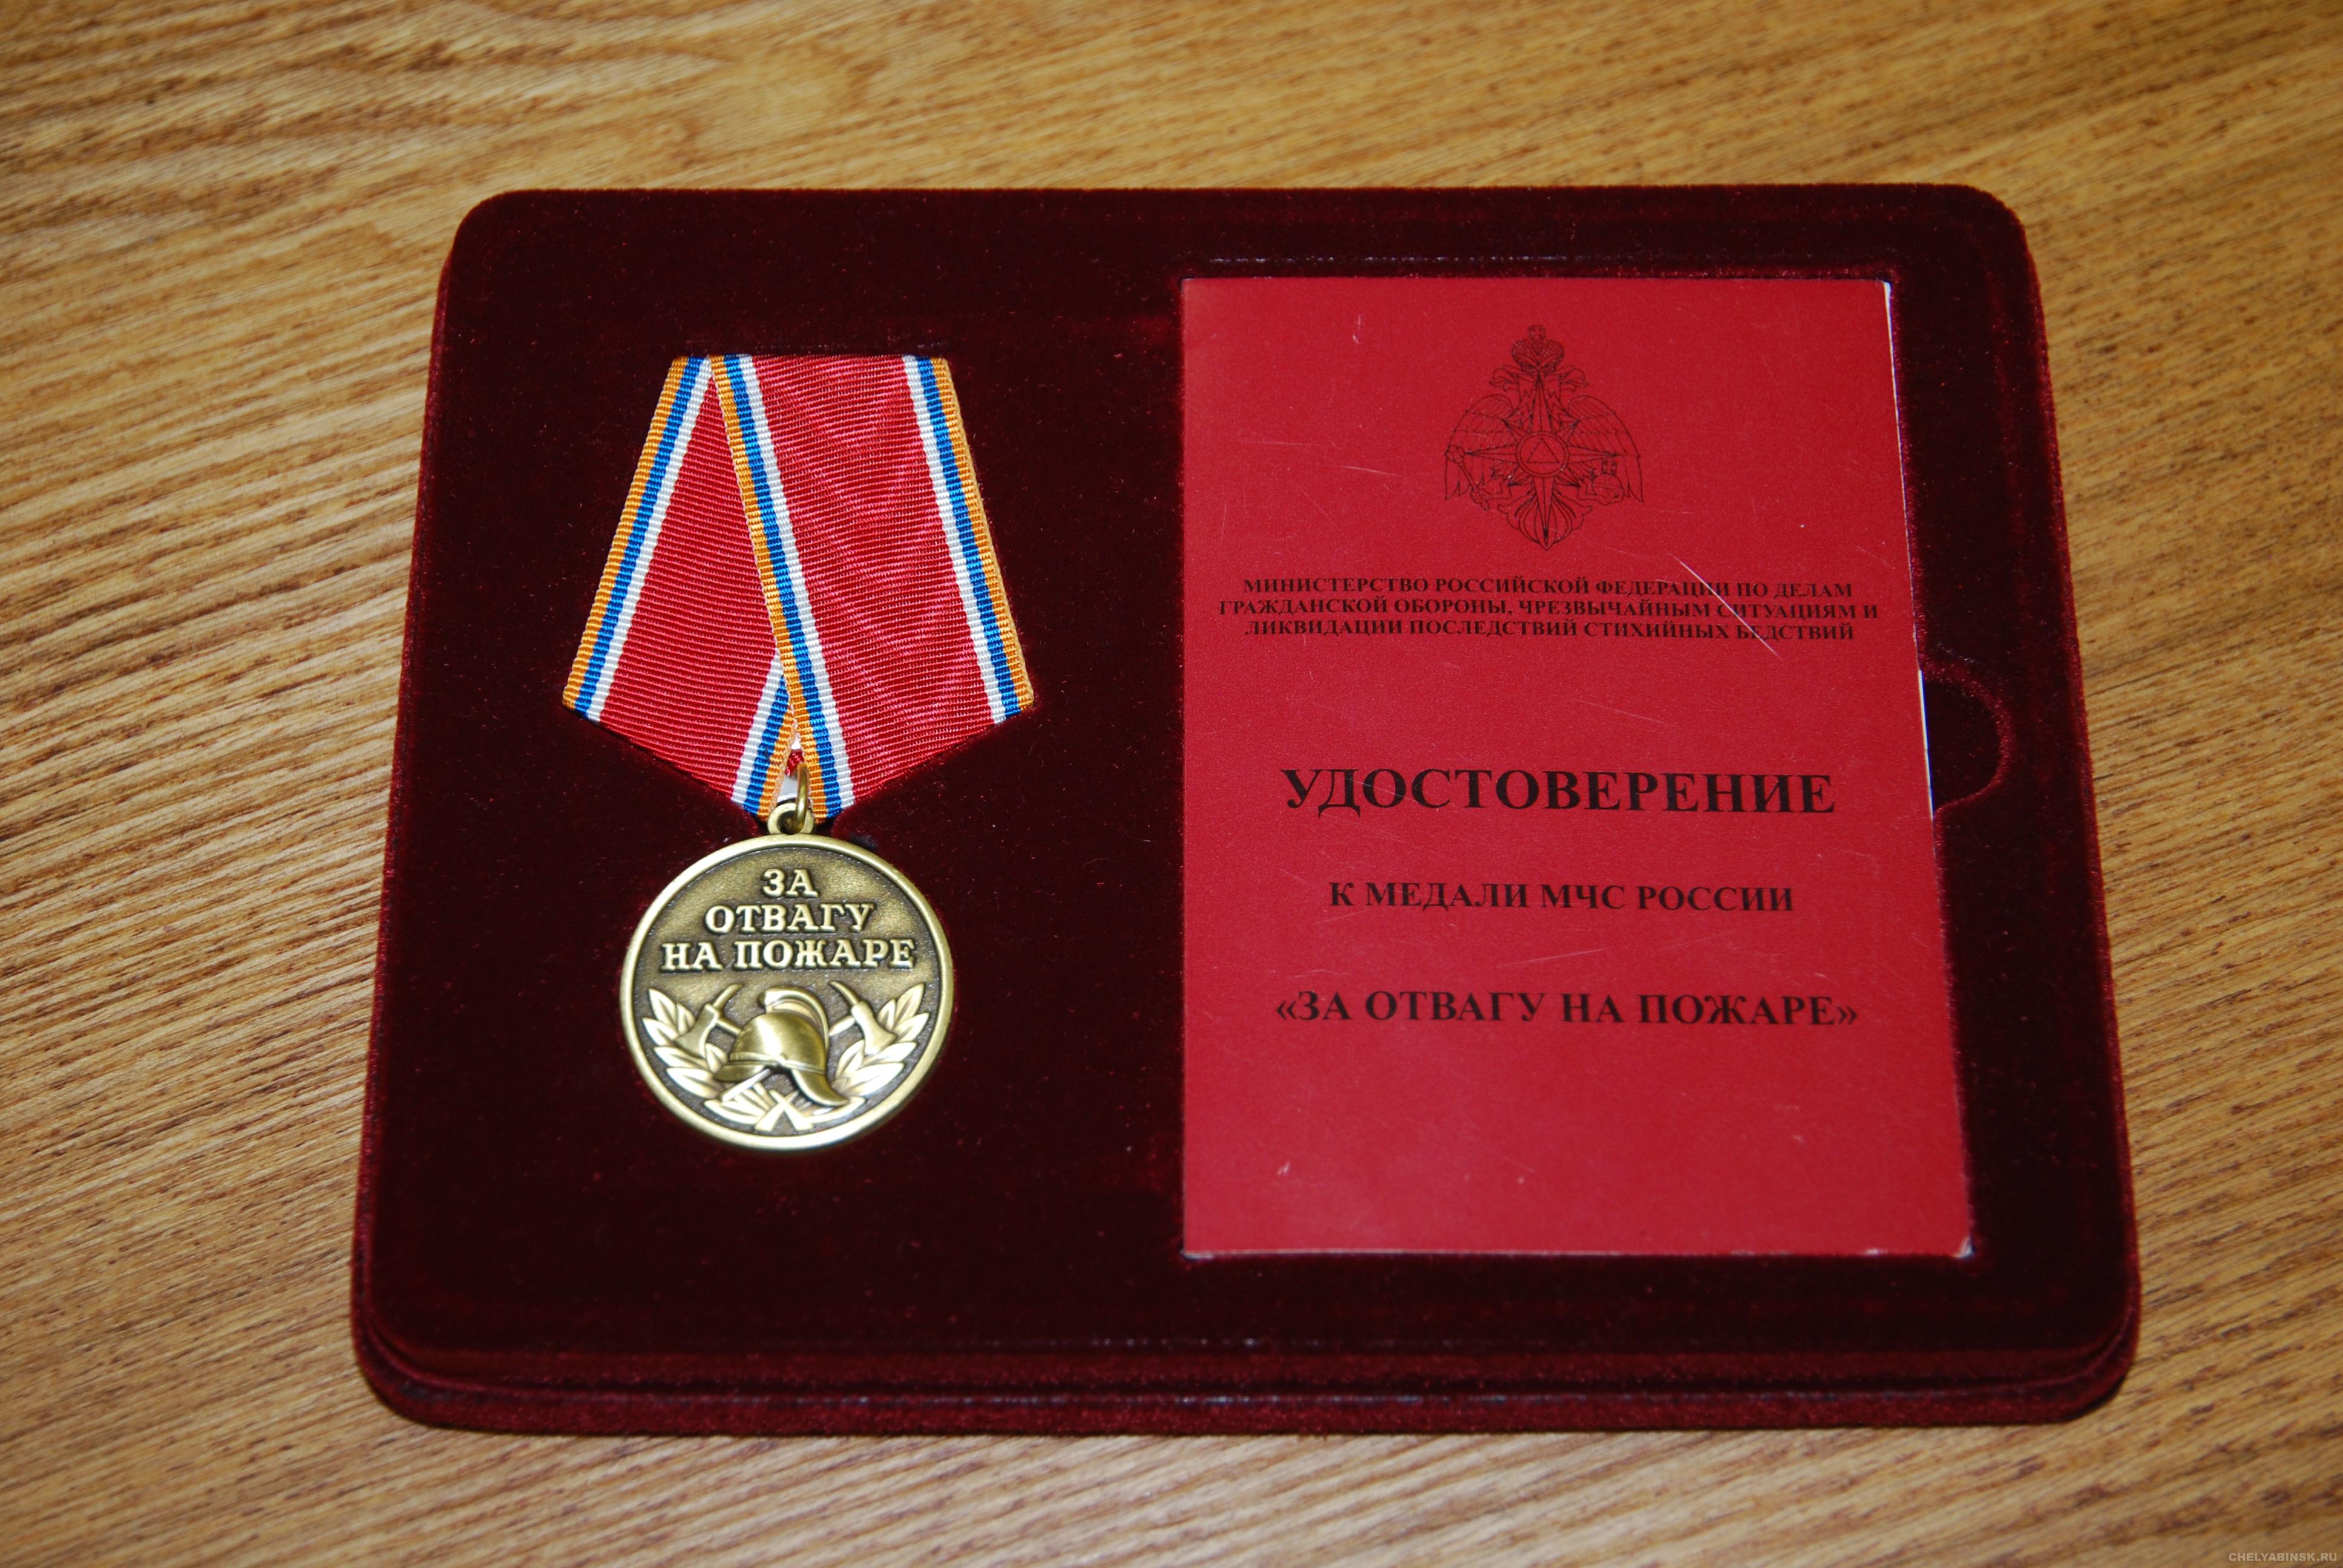 ЗА
ОТВАГУ
НА ПОЖАРЕ
МИНИСТЕРСТВО РОССИЙСКОЙ ФЕДЕРАЦИИ ПО ДЕЛАМ
ГРАЖДАНСКОЙ ОБОРОНЫ, ЧРЕЗВЫЧАЙНЫМ СИТУАЦИЯМ И
ЛИКВИДАЦИИ ПОСЛЕДСТВИЙ СТИХИЙНЫХ БЕДСТВИЙ
УДОСТОВЕРЕНИЕ
К МЕДАЛИ МЧС РОССИИ
«ЗА ОТВАГУ НА ПОЖАРЕ»
CHELYABINSK.RU